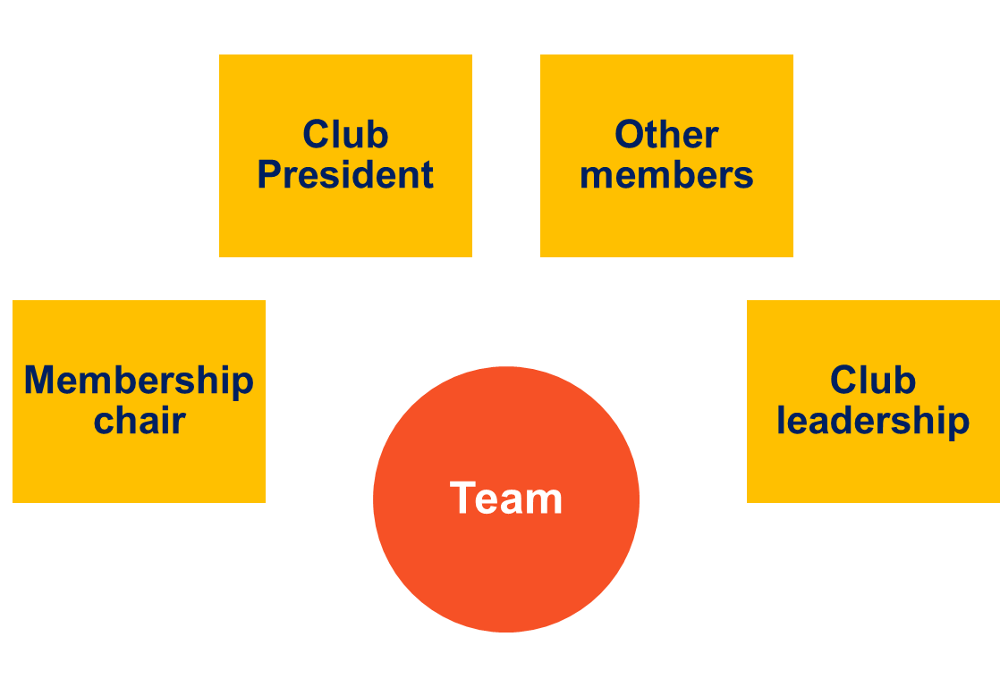 Club
President
Other
members
Membership
chair
Club
leadership
Team